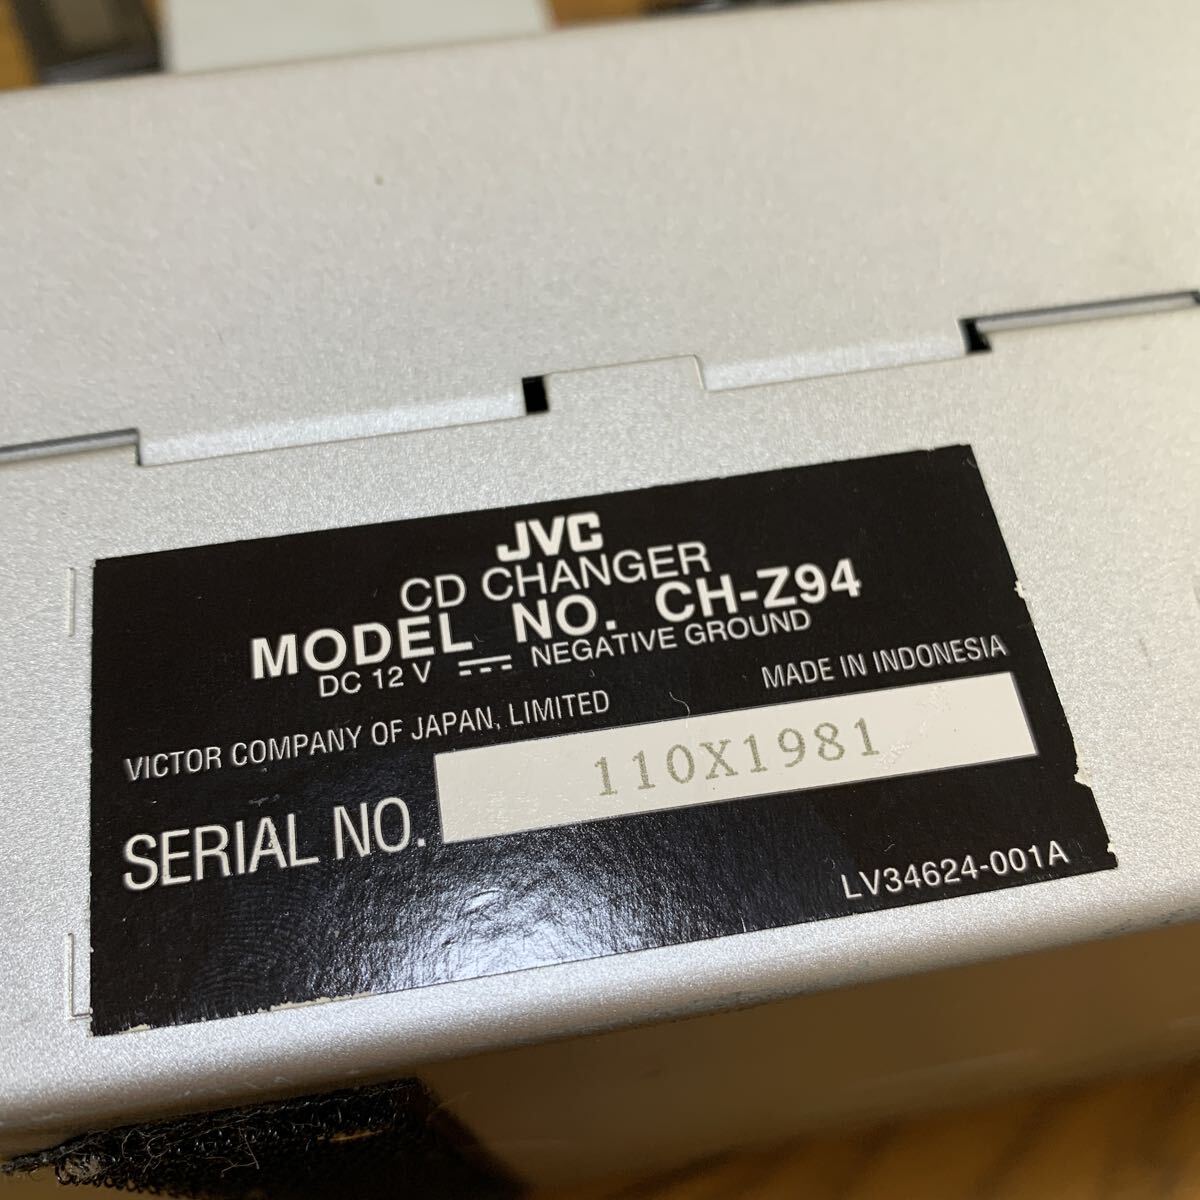 JVC
CD CHANGER
MODEL NO. CH-Z94
DC 12 V NEGATIVE GROUND
VICTOR COMPANY OF JAPAN, LIMITED MADE IN INDONESIA
SERIAL NO. 110X1981
LV34624-001A